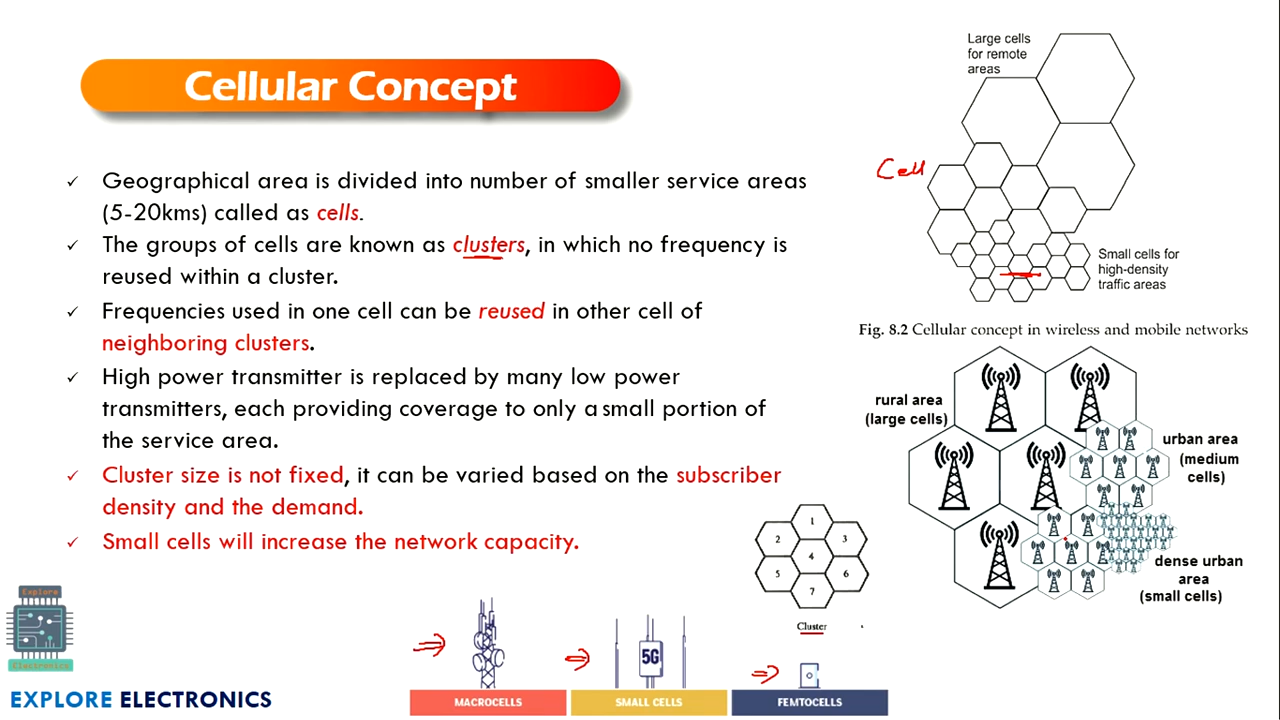 Cellular Concept
Geographical area is divided into number of smaller service areas
(5-20kms) called as cells.
The groups of cells are known as clusters, in which no frequency is
reused within a cluster.
Frequencies used in one cell can be reused in other cell of
neighboring clusters.
High power transmitter is replaced by many low power
transmitters, each providing coverage to only a small portion of
the service area.
Cluster size is not fixed, it can be varied based on the subscriber
density and the demand.
Small cells will increase the network capacity.
Large cells
for remote
areas
Cell
Small cells for
high-density
traffic areas
Fig. 8.2 Cellular concept in wireless and mobile networks
rural area
(large cells)
urban area
(medium
cells)
dense urban
area
(small cells)
1
2
3
4
5
6
7
Cluster
5G
MACROCELLS
SMALL CELLS
FEMTOCELLS
Explore
Electronics
EXPLORE ELECTRONICS